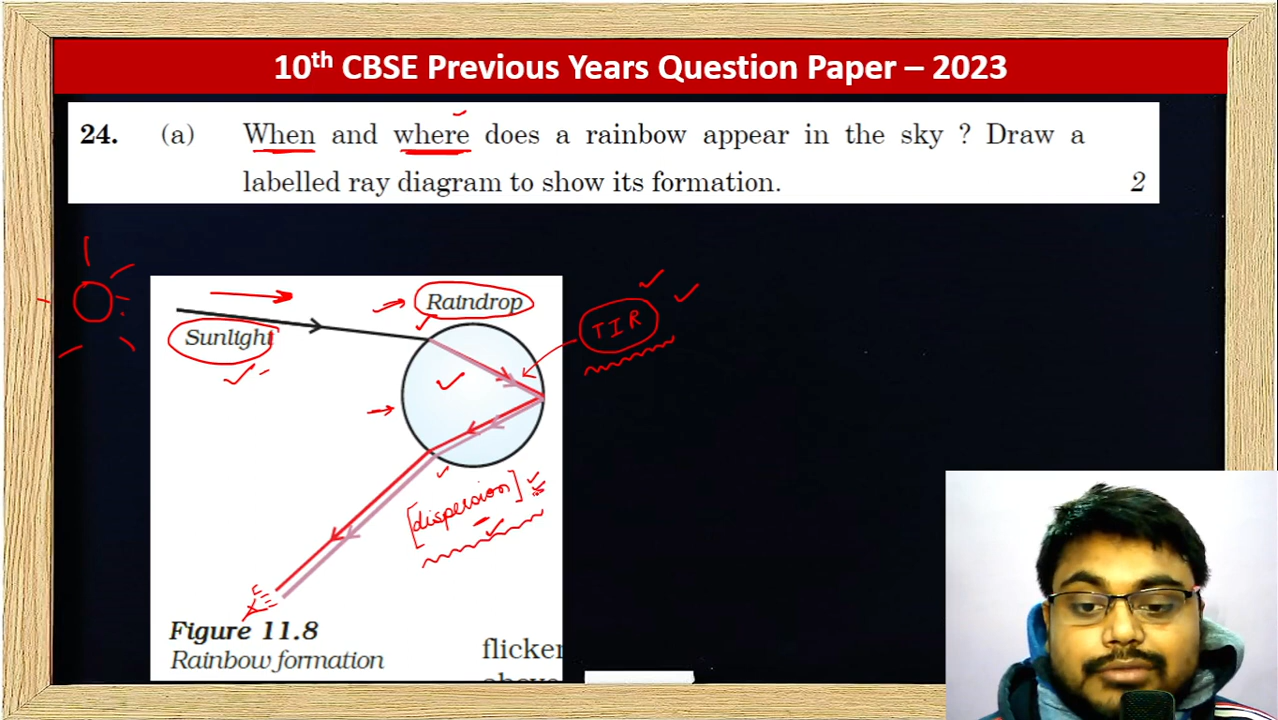 10th CBSE Previous Years Question Paper – 2023
24. (a) When and where does a rainbow appear in the sky ? Draw a
labelled ray diagram to show its formation. 2
Raindrop
TIR
Sunlight
[dispersion]
Figure 11.8
Rainbow formation
flicker